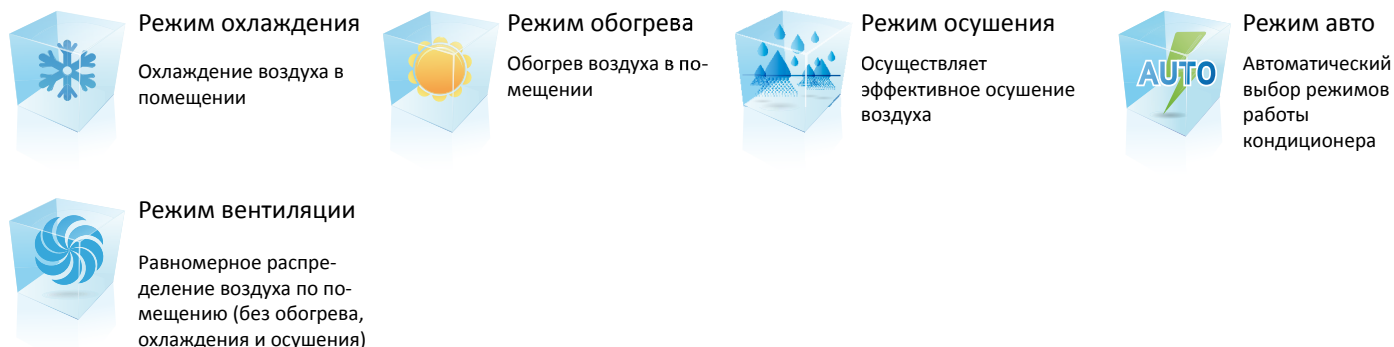 Режим охлаждения
Охлаждение воздуха в
помещении
Режим обогрева
Обогрев воздуха в по-
мещении
Режим осушения
Осуществляет
эффективное осушение
воздуха
AUTO
Режим авто
Автоматический
выбор режимов
работы
кондиционера
Режим вентиляции
Равномерное распре-
деление воздуха по по-
мещению (без обогрева,
охлаждения и осушения)